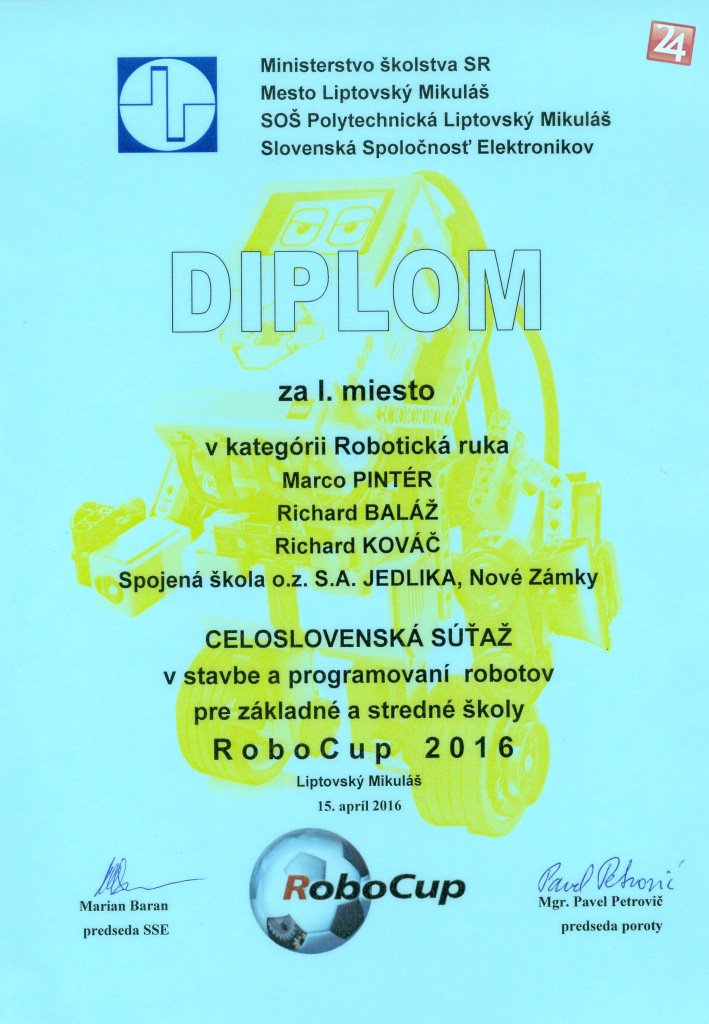 24
Ministerstvo školstva SR
Mesto Liptovský Mikuláš
SOŠ Polytechnická Liptovský Mikuláš
Slovenská Spoločnosť Elektronikov
DIPLOM
za I. miesto
v kategórii Robotická ruka
Marco PINTÉR
Richard BALÁŽ
Richard KOVÁČ
Spojená škola o.z. S.A. JEDLIKA, Nové Zámky
CELOSLOVENSKÁ SÚŤAŽ
v stavbe a programovaní robotov
pre základné a stredné školy
RoboCup 2016
Liptovský Mikuláš
15. apríl 2016
RoboCup
Pavel Petrovič
Marian Baran
Mgr. Pavel Petrovič
predseda SSE
predseda poroty